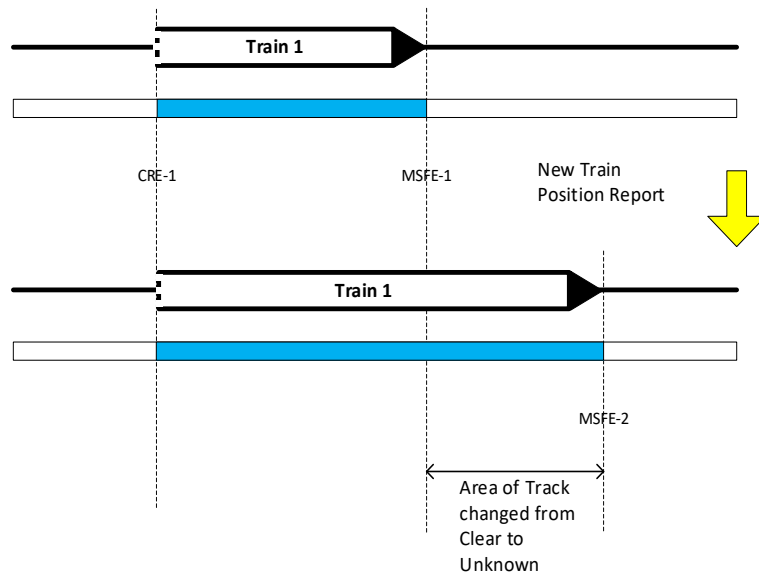 Train 1
CRE-1
MSFE-1
New Train
Position Report
Train 1
MSFE-2
Area of Track
changed from
Clear to
Unknown